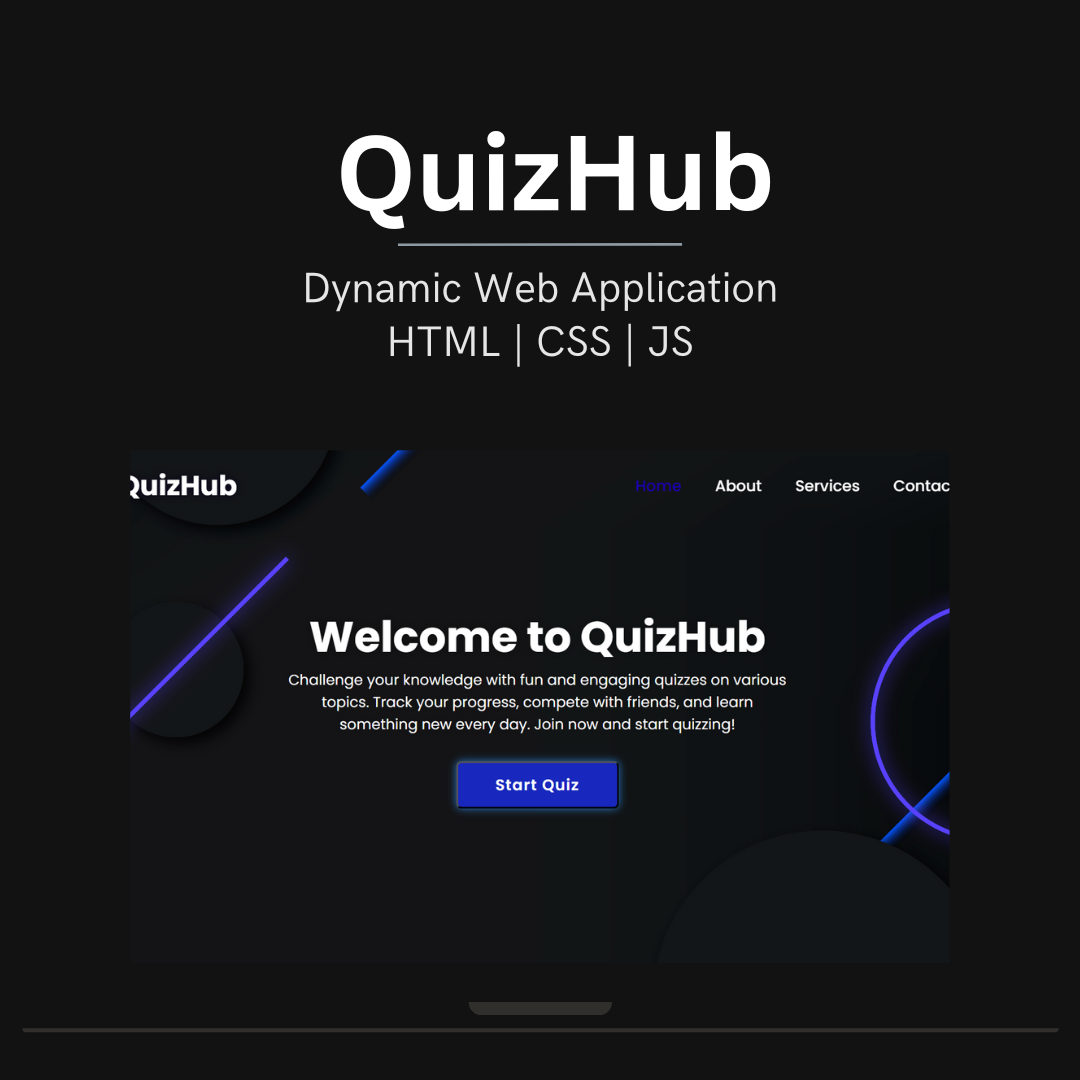 QuizHub
Dynamic Web Application
HTML | CSS | JS
QuizHub
Home About Services Contac
Welcome to QuizHub
Challenge your knowledge with fun and engaging quizzes on various
topics. Track your progress, compete with friends, and learn
something new every day. Join now and start quizzing!
Start Quiz